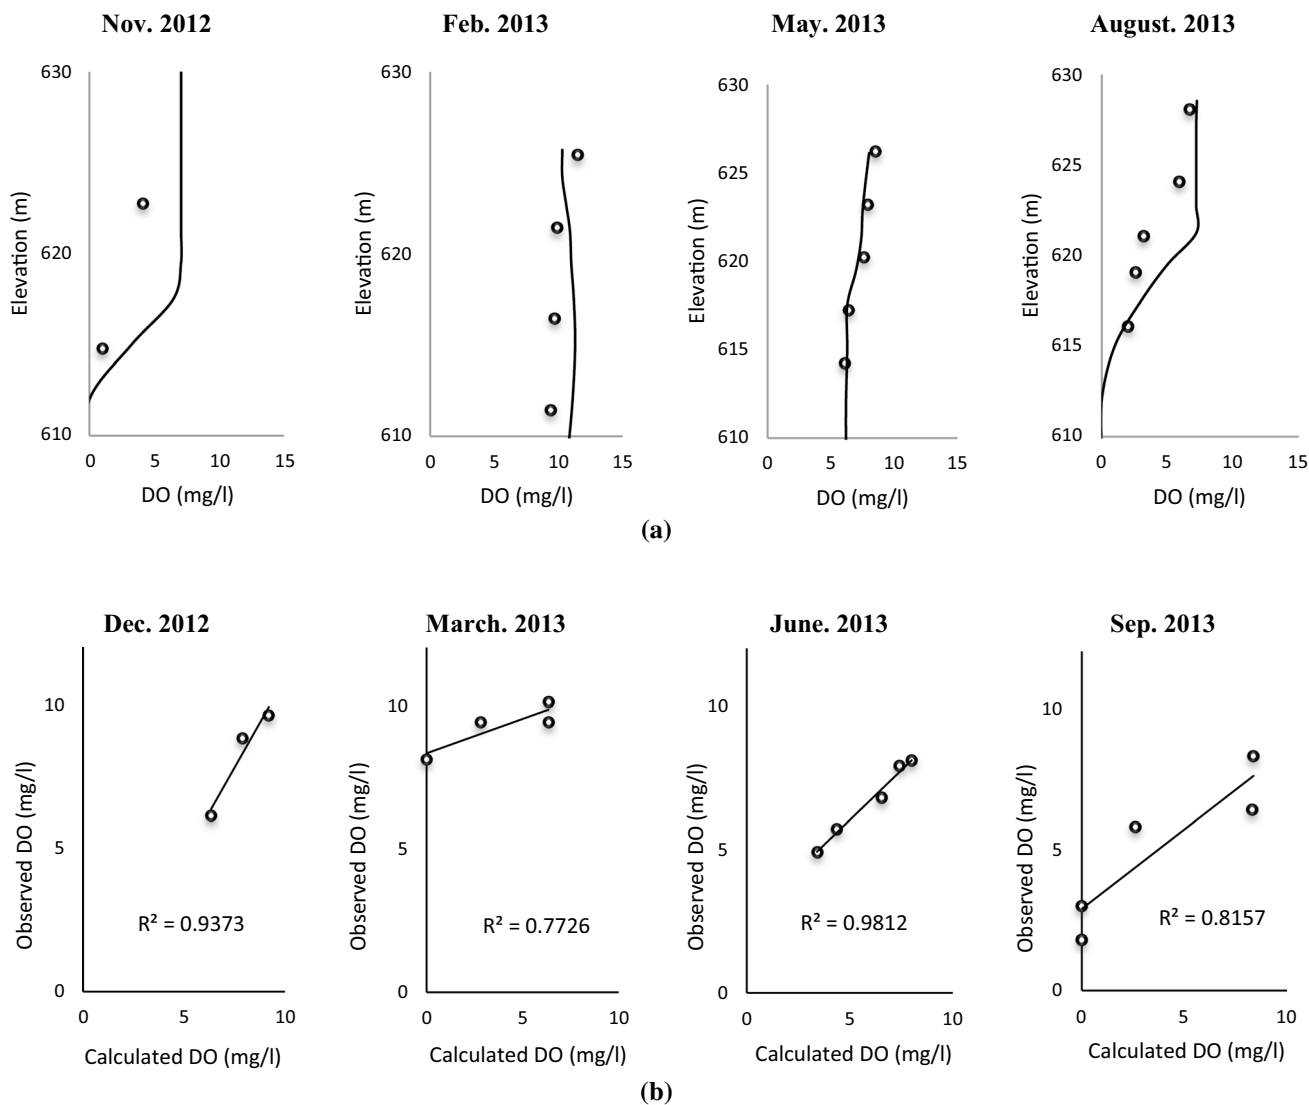 Nov. 2012
Feb. 2013
May. 2013
August. 2013
630
620
610
Elevation (m)
0 5 10 15
DO (mg/l)
630
620
610
Elevation (m)
0 5 10 15
DO (mg/l)
630
625
620
615
610
Elevation (m)
0 5 10 15
DO (mg/l)
630
625
620
615
610
Elevation (m)
0 5 10 15
DO (mg/l)
(a)
Dec. 2012
March. 2013
June. 2013
Sep. 2013
10
5
0
Observed DO (mg/l)
R² = 0.9373
0 5 10
Calculated DO (mg/l)
10
5
0
Observed DO (mg/l)
R² = 0.7726
0 5 10
Calculated DO (mg/l)
10
5
0
Observed DO (mg/l)
R² = 0.9812
0 5 10
Calculated DO (mg/l)
10
5
0
Observed DO (mg/l)
R² = 0.8157
0 5 10
Calculated DO (mg/l)
(b)